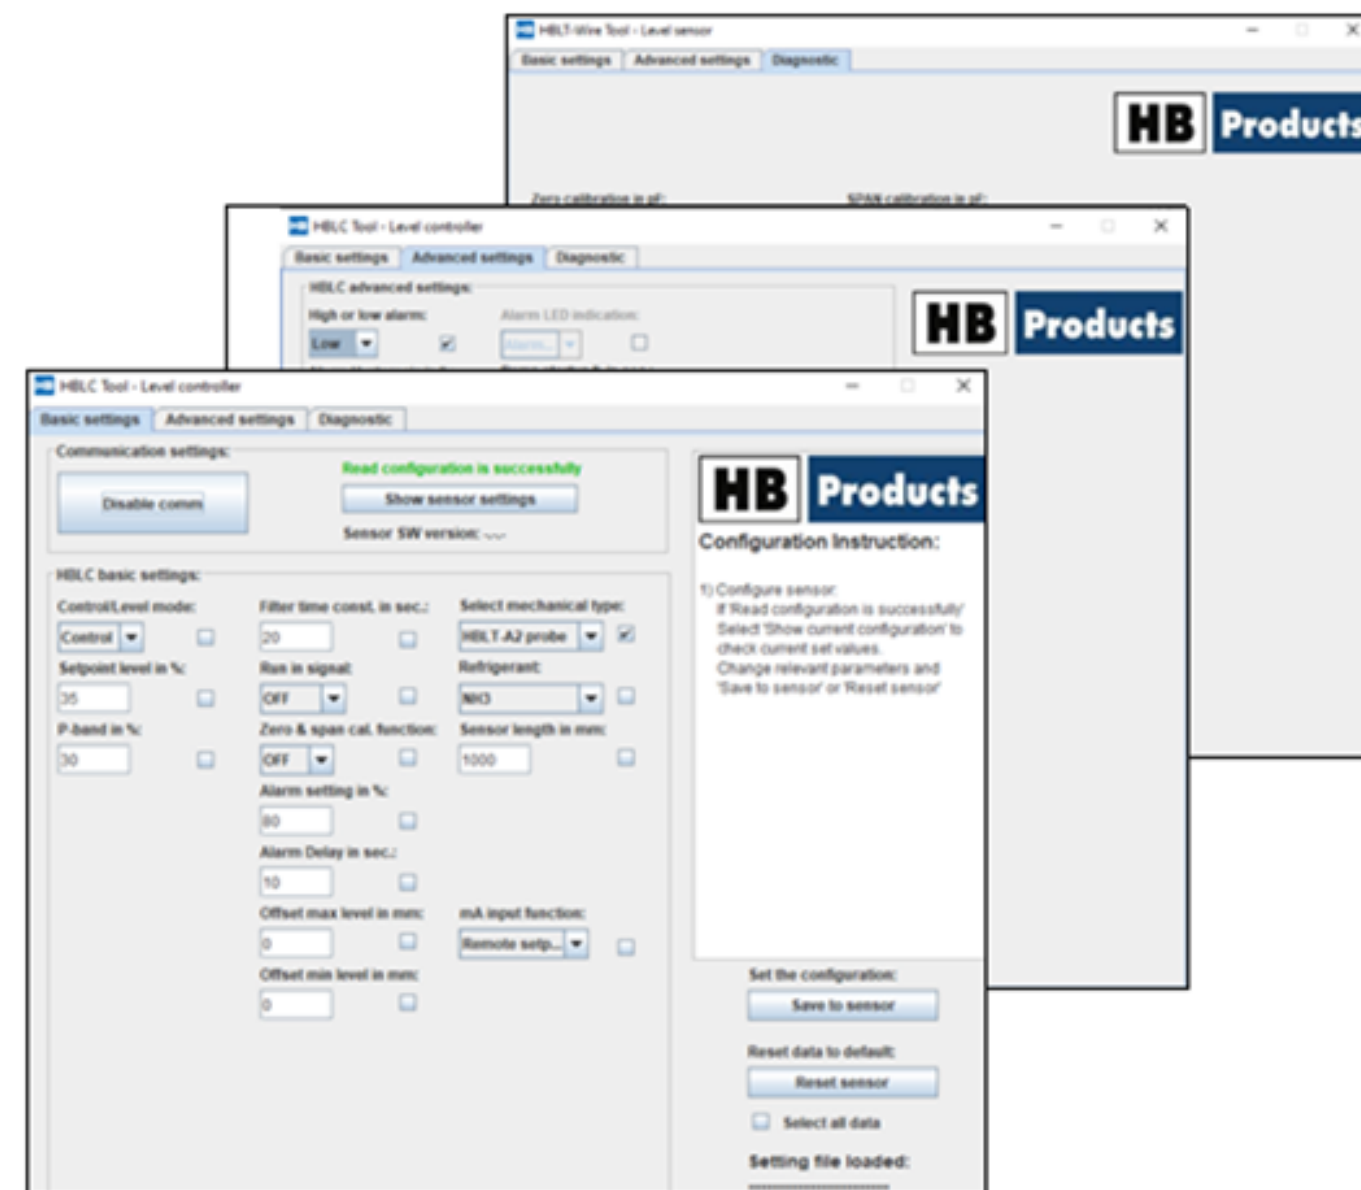 HBLT-Wire Tool - Level sensor
Basic settings Advanced settings Diagnostic
HB Products
Zero calibration in pF: SPAN calibration in pF:
HBLC Tool - Level controller
Basic settings Advanced settings Diagnostic
HBLC advanced settings:
HB Products
High or low alarm: Alarm LED indication:
Low Alarm...
HBLC Tool - Level controller
Basic settings Advanced settings Diagnostic
Communication settings:
Read configuration is successfully
Disable comm
Show sensor settings
Sensor SW version: -.-.-
HB Products
Configuration Instruction:
1) Configure sensor:
If 'Read configuration is successfully'
Select 'Show current configuration' to
check current set values.
Change relevant parameters and
'Save to sensor' or 'Reset sensor'
HBLC basic settings:
Control/Level mode: Filter time const. in sec.: Select mechanical type:
Control 20 HBLT-A2 probe
Setpoint level in %: Run in signal: Refrigerant:
35 OFF NH3
P-band in %: Zero & span cal. function: Sensor length in mm:
30 OFF 1000
Alarm setting in %:
80
Alarm Delay in sec.:
10
Offset max level in mm: mA input function:
0 Remote setp...
Offset min level in mm:
0
Set the configuration:
Save to sensor
Reset data to default:
Reset sensor
Select all data
Setting file loaded: